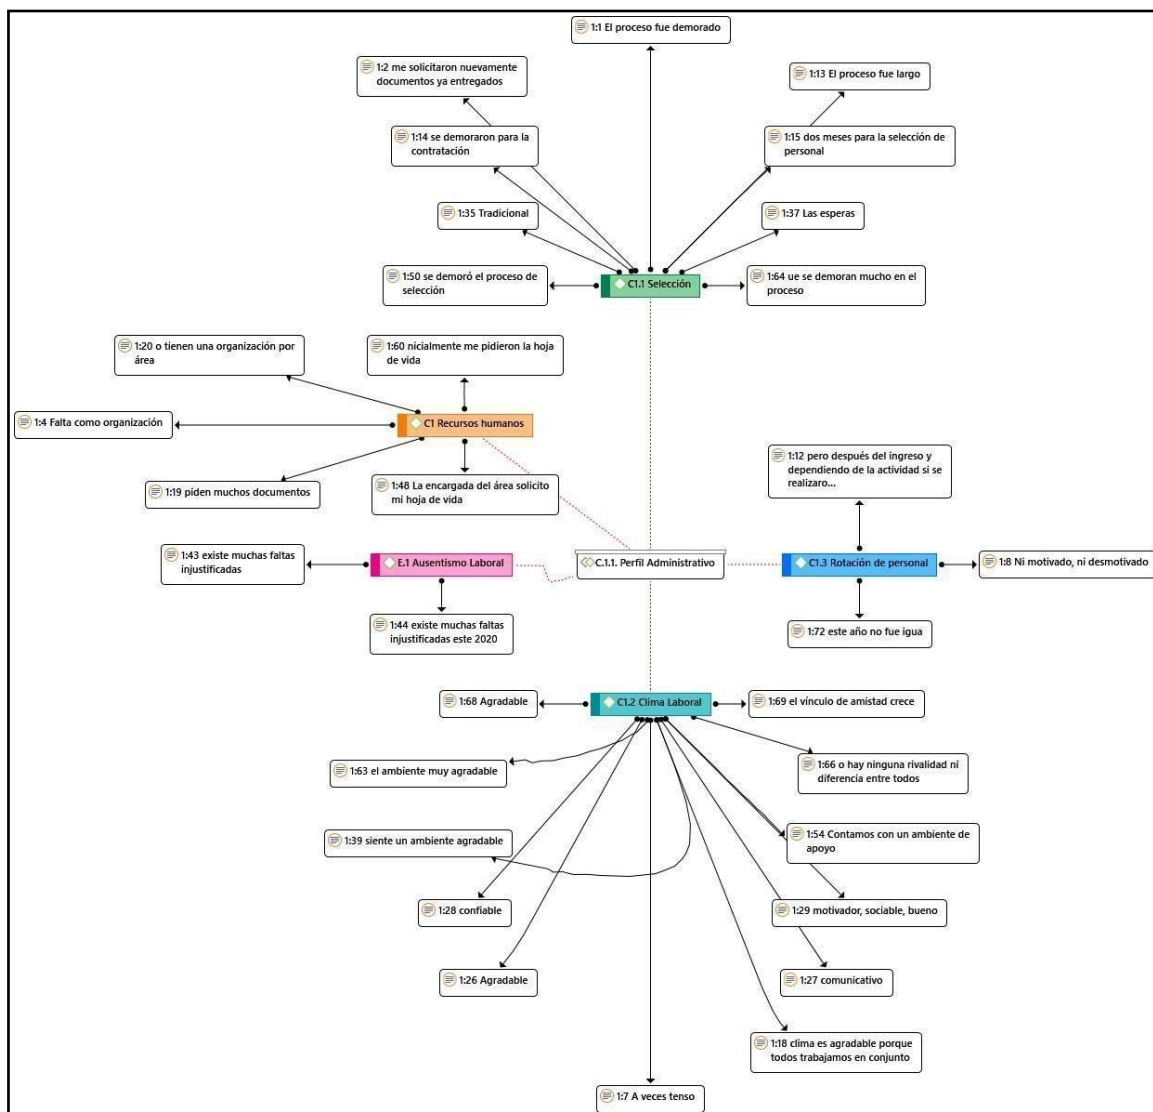 1:1 El proceso fue demorado
1:2 me solicitaron nuevamente
documentos ya entregados
1:13 El proceso fue largo
1:14 se demoraron para la
contratación
1:15 dos meses para la selección de
personal
1:35 Tradicional
1:37 Las esperas
1:50 se demoró el proceso de
selección
C1.1 Selección
1:64 ue se demoran mucho en el
proceso
1:20 o tienen una organización por
área
1:60 nicialmente me pidieron la hoja
de vida
1:4 Falta como organización
C1 Recursos humanos
1:19 piden muchos documentos
1:48 La encargada del área solicito
mi hoja de vida
1:12 pero después del ingreso y
dependiendo de la actividad si se
realizaro...
1:43 existe muchas faltas
injustificadas
E.1 Ausentismo Laboral
C.1.1. Perfil Administrativo
C1.3 Rotación de personal
1:8 Ni motivado, ni desmotivado
1:44 existe muchas faltas
injustificadas este 2020
1:72 este año no fue igua
1:68 Agradable
C1.2 Clima Laboral
1:69 el vínculo de amistad crece
1:63 el ambiente muy agradable
1:66 o hay ninguna rivalidad ni
diferencia entre todos
1:39 siente un ambiente agradable
1:54 Contamos con un ambiente de
apoyo
1:28 confiable
1:29 motivador, sociable, bueno
1:26 Agradable
1:27 comunicativo
1:18 clima es agradable porque
todos trabajamos en conjunto
1:7 A veces tenso